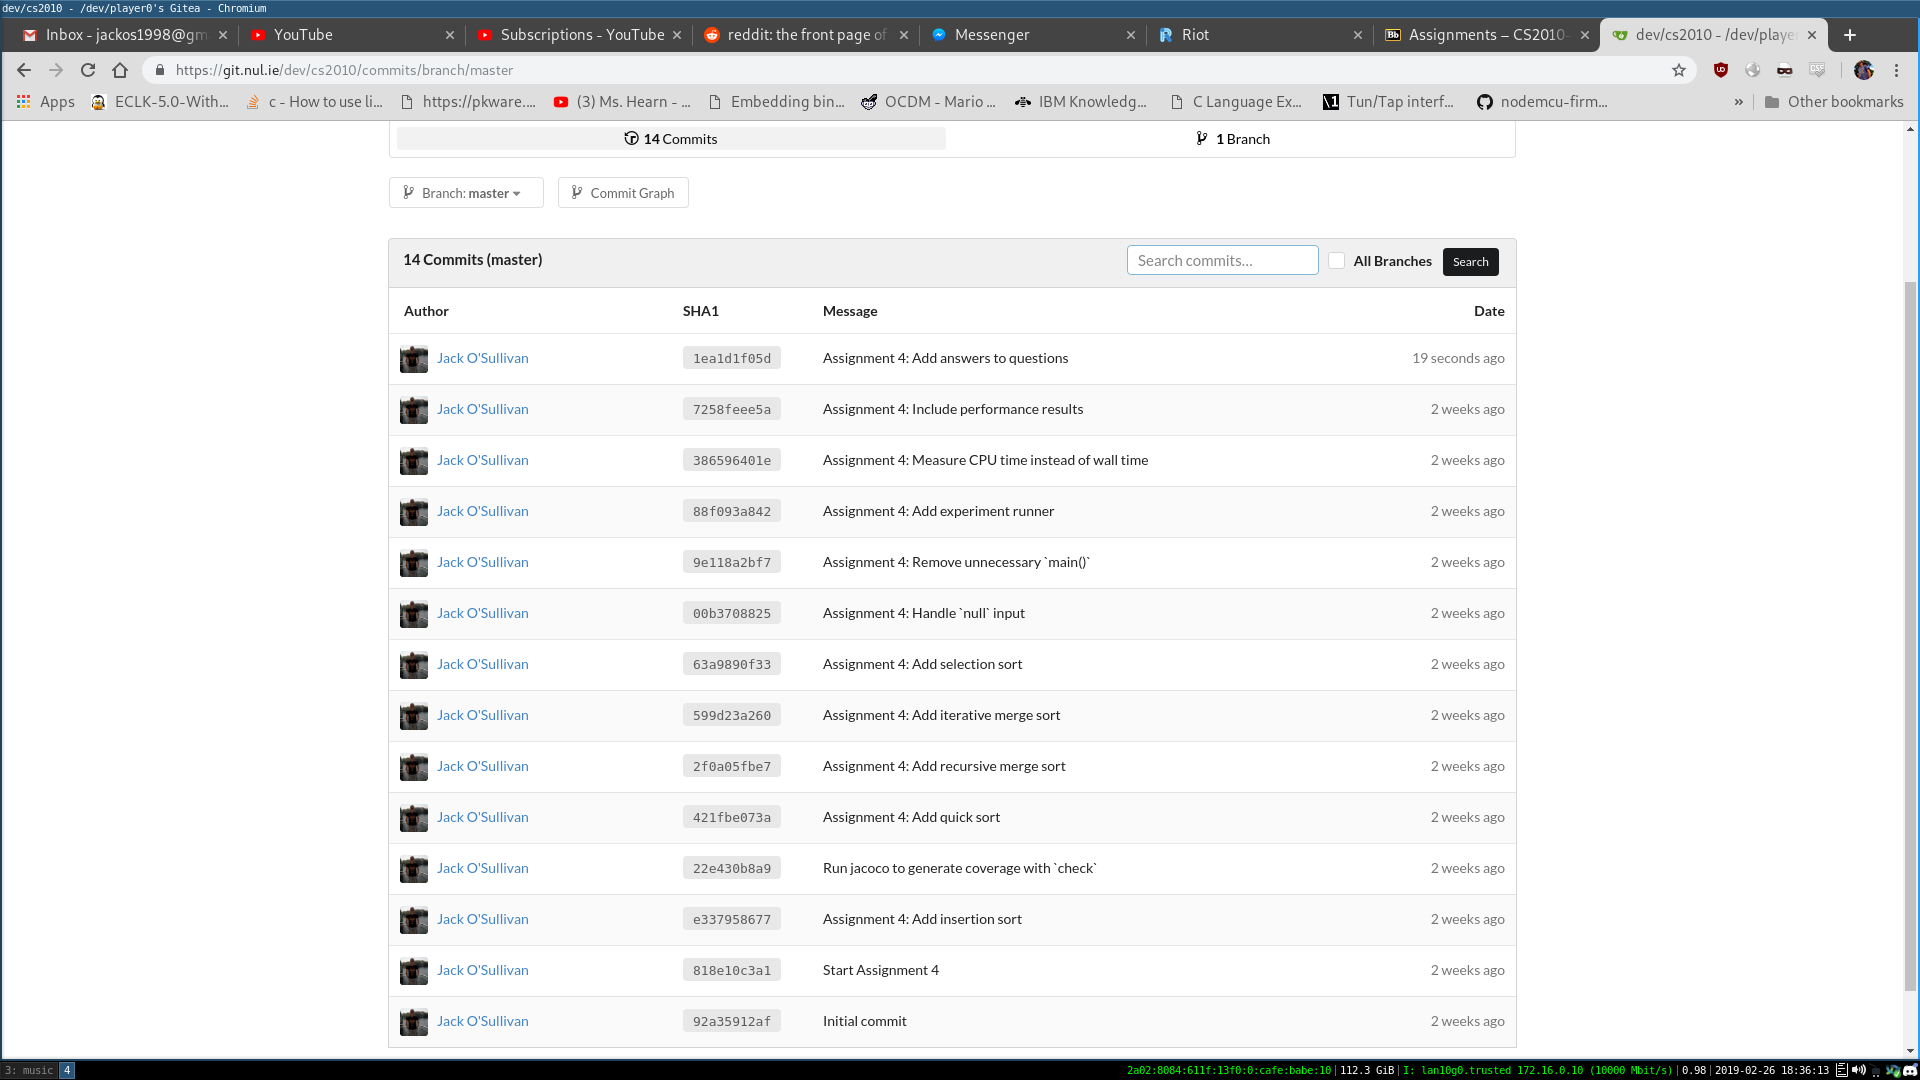 dev/cs2010 - /dev/player0's Gitea - Chromium
Inbox - jackos1998@gm YouTube Subscriptions - YouTube reddit: the front page of Messenger Riot Assignments – CS2010- dev/cs2010 - /dev/playe
https://git.nul.ie/dev/cs2010/commits/branch/master
Apps ECLK-5.0-With... c - How to use li... https://pkware.... (3) Ms. Hearn - ... Embedding bin... OCDM - Mario ... IBM Knowledg... C Language Ex... Tun/Tap interf... nodemcu-firm... » Other bookmarks
14 Commits 1 Branch
Branch: master Commit Graph
14 Commits (master) Search commits... All Branches Search
Author SHA1 Message Date
Jack O'Sullivan 1ea1d1f05d Assignment 4: Add answers to questions 19 seconds ago
Jack O'Sullivan 7258feee5a Assignment 4: Include performance results 2 weeks ago
Jack O'Sullivan 386596401e Assignment 4: Measure CPU time instead of wall time 2 weeks ago
Jack O'Sullivan 88f093a842 Assignment 4: Add experiment runner 2 weeks ago
Jack O'Sullivan 9e118a2bf7 Assignment 4: Remove unnecessary `main()` 2 weeks ago
Jack O'Sullivan 00b3708825 Assignment 4: Handle `null` input 2 weeks ago
Jack O'Sullivan 63a9890f33 Assignment 4: Add selection sort 2 weeks ago
Jack O'Sullivan 599d23a260 Assignment 4: Add iterative merge sort 2 weeks ago
Jack O'Sullivan 2f0a05fbe7 Assignment 4: Add recursive merge sort 2 weeks ago
Jack O'Sullivan 421fbe073a Assignment 4: Add quick sort 2 weeks ago
Jack O'Sullivan 22e430b8a9 Run jacoco to generate coverage with `check` 2 weeks ago
Jack O'Sullivan e337958677 Assignment 4: Add insertion sort 2 weeks ago
Jack O'Sullivan 818e10c3a1 Start Assignment 4 2 weeks ago
Jack O'Sullivan 92a35912af Initial commit 2 weeks ago
3: music 4 2a02:8084:611f:13f0:0:cafe:babe:10 | 112.3 GiB | I: lan10g0.trusted 172.16.0.10 (10000 Mbit/s) | 0.98 | 2019-02-26 18:36:13